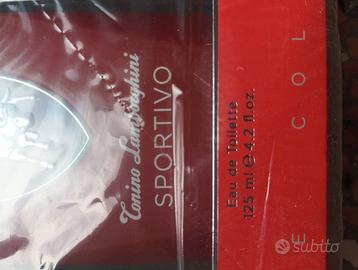 Tonino Lamborghini
SPORTIVO
Eau de Toilette
125 ml e 4.2 fl.oz.
E COL
subito